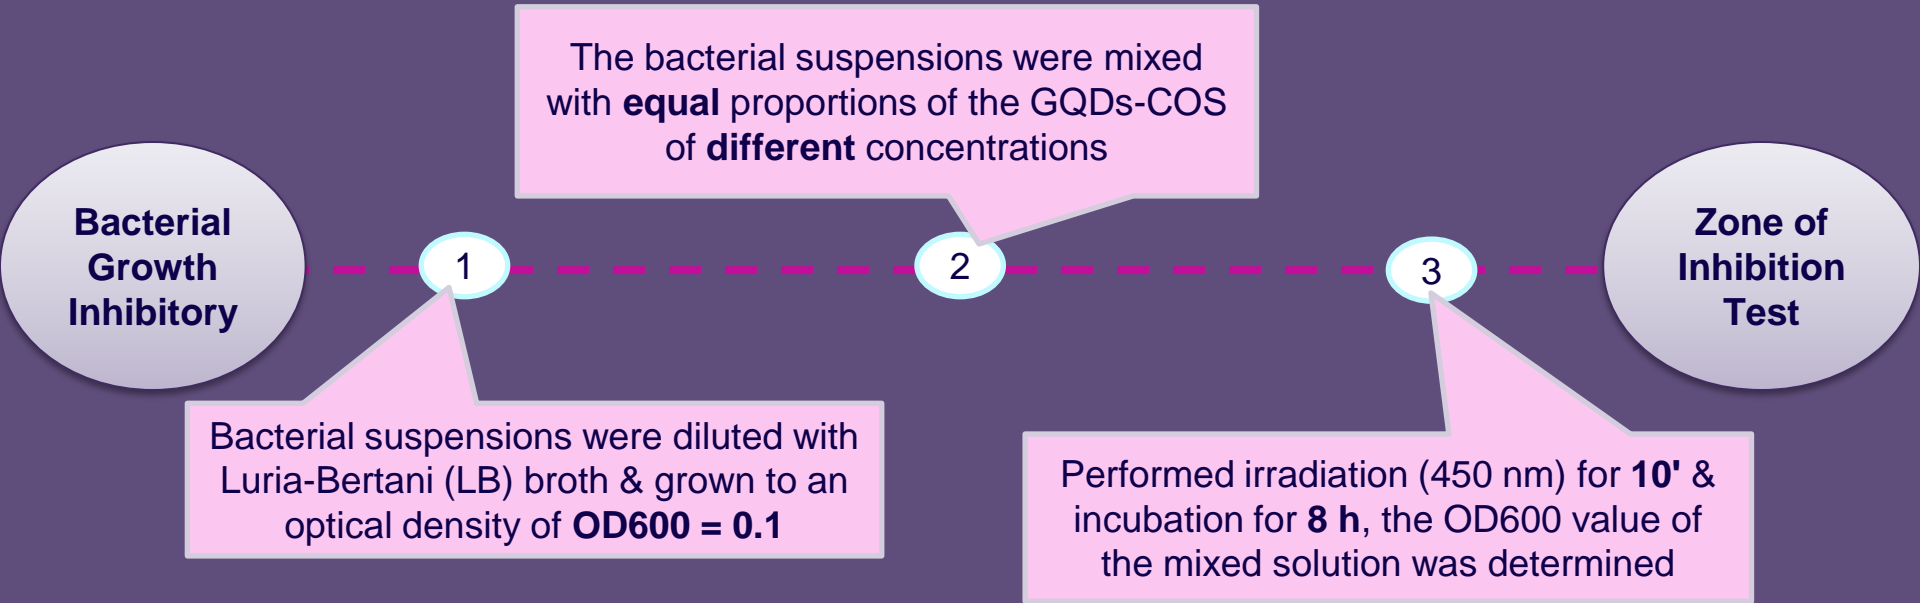 The bacterial suspensions were mixed
with equal proportions of the GQDs-COS
of different concentrations
Bacterial
Growth
Inhibitory
1
2
3
Zone of
Inhibition
Test
Bacterial suspensions were diluted with
Luria-Bertani (LB) broth & grown to an
optical density of OD600 = 0.1
Performed irradiation (450 nm) for 10' &
incubation for 8 h, the OD600 value of
the mixed solution was determined